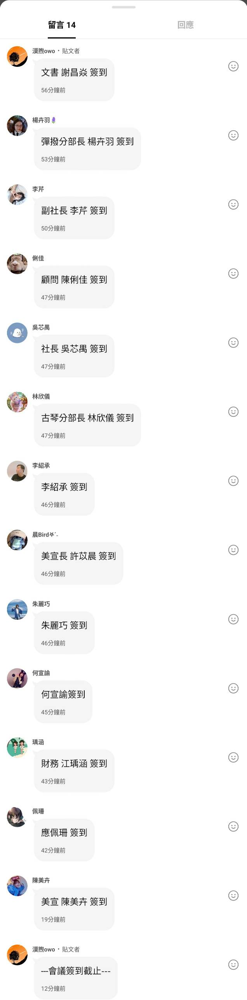 留言 14
回應
漠煦owo・貼文者
文書 謝昌焱 簽到
56分鐘前
楊卉羽🪻
彈撥分部長 楊卉羽 簽到
53分鐘前
李芹
副社長 李芹 簽到
50分鐘前
俐佳
顧問 陳俐佳 簽到
47分鐘前
吳芯禺
社長 吳芯禺 簽到
47分鐘前
林欣儀
古琴分部長 林欣儀 簽到
47分鐘前
李紹承
李紹承 簽到
46分鐘前
晨Bird⛧´-
美宣長 許苡晨 簽到
46分鐘前
朱麗巧
朱麗巧 簽到
46分鐘前
何宣諭
何宣諭簽到
45分鐘前
瑀涵
財務 江瑀涵 簽到
43分鐘前
佩珊
應佩珊 簽到
42分鐘前
陳美卉
美宣 陳美卉 簽到
19分鐘前
漠煦owo・貼文者
---會議簽到截止---
12分鐘前